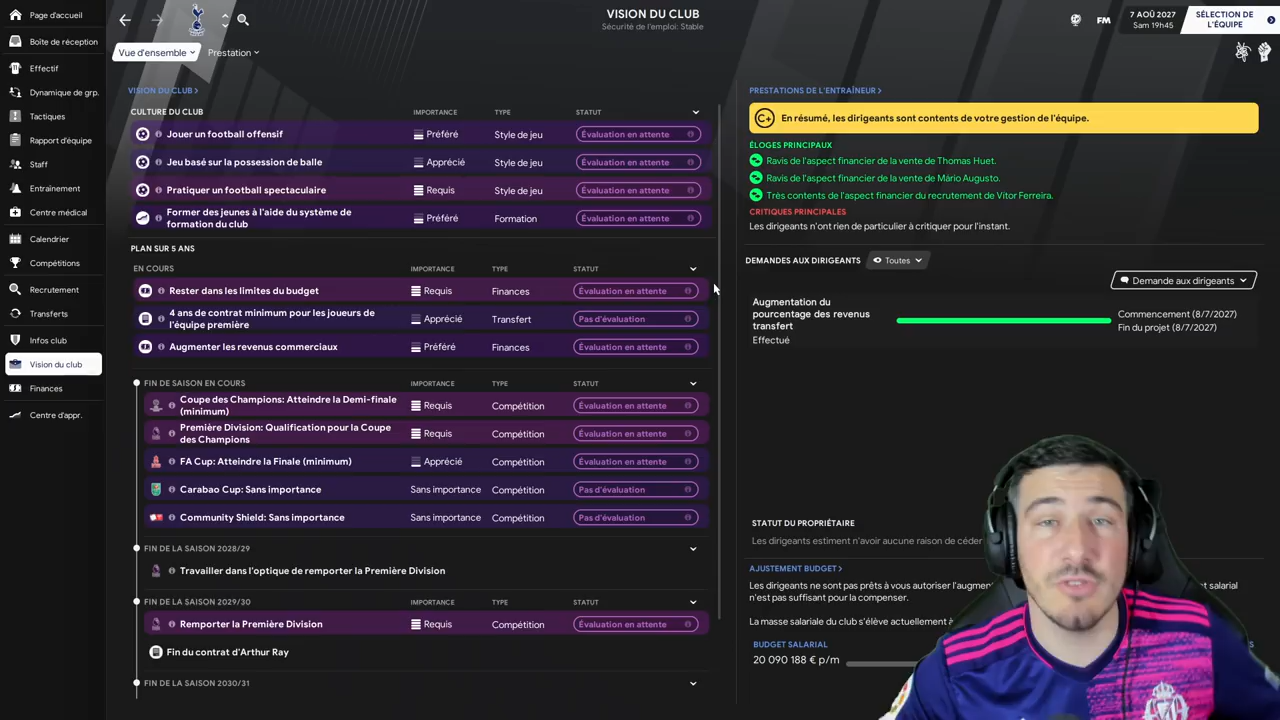 Page d'accueil
Boîte de réception
Effectif
Dynamique de grp.
Tactiques
Rapport d'équipe
Staff
Entrainement
Centre médical
Calendrier
Compétitions
Recrutement
Transferts
Infos club
Vision du club
Finances
Centre d'appr.
VISION DU CLUB
Sécurité de l'emploi: Stable
FM
7 AOÛ 2027
Sam 19h45
SÉLECTION DE
L'ÉQUIPE
Vue d'ensemble
Prestation
VISION DU CLUB >
CULTURE DU CLUB IMPORTANCE TYPE STATUT
Jouer un football offensif Préféré Style de jeu Évaluation en attente
Jeu basé sur la possession de balle Apprécié Style de jeu Évaluation en attente
Pratiquer un football spectaculaire Requis Style de jeu Évaluation en attente
Former des jeunes à l'aide du système de
formation du club Préféré Formation Évaluation en attente
PLAN SUR 5 ANS
EN COURS IMPORTANCE TYPE STATUT
Rester dans les limites du budget Requis Finances Évaluation en attente
4 ans de contrat minimum pour les joueurs de
l'équipe première Apprécié Transfert Pas d'évaluation
Augmenter les revenus commerciaux Préféré Finances Évaluation en attente
FIN DE SAISON EN COURS IMPORTANCE TYPE STATUT
Coupe des Champions: Atteindre la Demi-finale
(minimum) Requis Compétition Évaluation en attente
Première Division: Qualification pour la Coupe
des Champions Requis Compétition Évaluation en attente
FA Cup: Atteindre la Finale (minimum) Apprécié Compétition Évaluation en attente
Carabao Cup: Sans importance Sans importance Compétition Pas d'évaluation
Community Shield: Sans importance Sans importance Compétition Pas d'évaluation
FIN DE LA SAISON 2028/29
Travailler dans l'optique de remporter la Première Division
FIN DE LA SAISON 2029/30 IMPORTANCE TYPE STATUT
Remporter la Première Division Requis Compétition Évaluation en attente
Fin du contrat d'Arthur Ray
FIN DE LA SAISON 2030/31
PRESTATIONS DE L'ENTRAÎNEUR >
C+ En résumé, les dirigeants sont contents de votre gestion de l'équipe.
ÉLOGES PRINCIPAUX
Ravis de l'aspect financier de la vente de Thomas Huet.
Ravis de l'aspect financier de la vente de Mário Augusto.
Très contents de l'aspect financier du recrutement de Vítor Ferreira.
CRITIQUES PRINCIPALES
Les dirigeants n'ont rien de particulier à critiquer pour l'instant.
DEMANDES AUX DIRIGEANTS Toutes
Demande aux dirigeants
Augmentation du
pourcentage des revenus
transfert
Effectué
Commencement (8/7/2027)
Fin du projet (8/7/2027)
STATUT DU PROPRIÉTAIRE
Les dirigeants estiment n'avoir aucune raison de céder
AJUSTEMENT BUDGET >
Les dirigeants ne sont pas prêts à vous autoriser l'augment t salarial
n'est pas suffisant pour la compenser.
La masse salariale du club s'élève actuellement à
BUDGET SALARIAL
20 090 188 € p/m